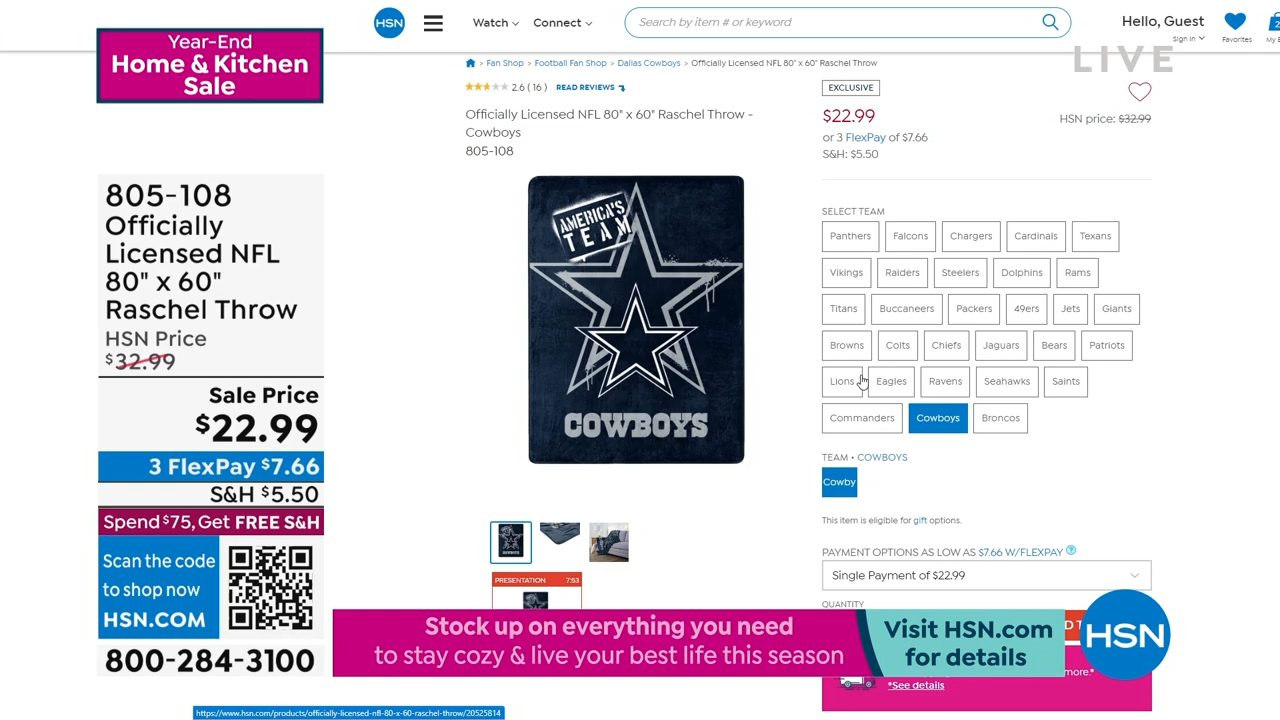 HSN
Watch
Connect
Search by item # or keyword
Hello, Guest
Sign In
Favorites
2
My
LIVE
Year-End
Home & Kitchen
Sale
> Fan Shop > Football Fan Shop > Dallas Cowboys > Officially Licensed NFL 80" x 60" Raschel Throw
2.6 ( 16 ) READ REVIEWS
Officially Licensed NFL 80" x 60" Raschel Throw -
Cowboys
805-108
EXCLUSIVE
$22.99
HSN price: $32.99
or 3 FlexPay of $7.66
S&H: $5.50
805-108
Officially
Licensed NFL
80" x 60"
Raschel Throw
HSN Price
$32.99
Sale Price
$22.99
3 FlexPay $7.66
S&H $5.50
Spend $75, Get FREE S&H
Scan the code
to shop now
HSN.COM
800-284-3100
AMERICA'S
TEAM
COWBOYS
SELECT TEAM
Panthers Falcons Chargers Cardinals Texans
Vikings Raiders Steelers Dolphins Rams
Titans Buccaneers Packers 49ers Jets Giants
Browns Colts Chiefs Jaguars Bears Patriots
Lions Eagles Ravens Seahawks Saints
Commanders Cowboys Broncos
TEAM • COWBOYS
Cowby
This item is eligible for gift options.
PAYMENT OPTIONS AS LOW AS $7.66 W/FLEXPAY
Single Payment of $22.99
QUANTITY
COWBOYS
PRESENTATION 7:53
Stock up on everything you need
to stay cozy & live your best life this season
Visit HSN.com
for details
HSN
more.*
*See details
https://www.hsn.com/products/officially-licensed-nfl-80-x-60-raschel-throw/20525814